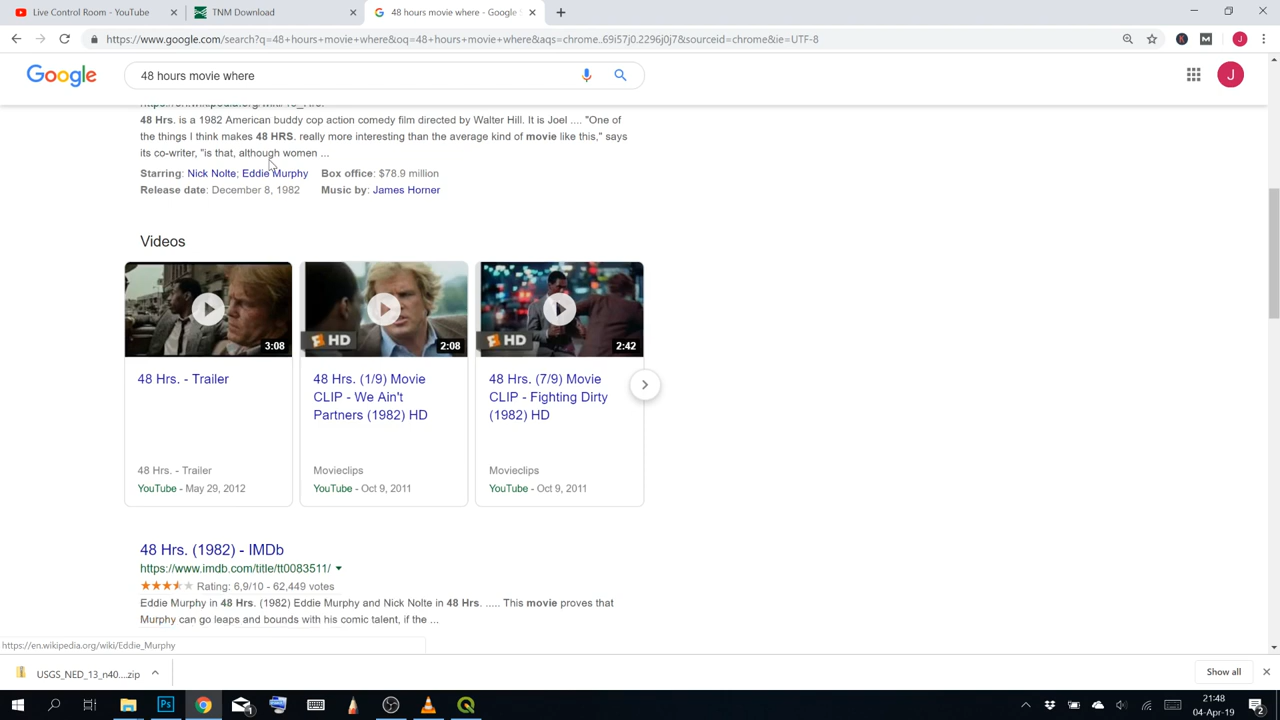 Live Control Room - YouTube
TNM Download
48 hours movie where - Google S
https://www.google.com/search?q=48+hours+movie+where&oq=48+hours+movie+where&aqs=chrome..69i57j0.2296j0j7&sourceid=chrome&ie=UTF-8
Google
48 hours movie where
J
48 Hrs. is a 1982 American buddy cop action comedy film directed by Walter Hill. It is Joel .... "One of
the things I think makes 48 HRS. really more interesting than the average kind of movie like this," says
its co-writer, "is that, although women ...
Starring: Nick Nolte; Eddie Murphy Box office: $78.9 million
Release date: December 8, 1982 Music by: James Horner
Videos
3:08
HD 2:08
HD 2:42
48 Hrs. - Trailer
48 Hrs. (1/9) Movie
CLIP - We Ain't
Partners (1982) HD
48 Hrs. (7/9) Movie
CLIP - Fighting Dirty
(1982) HD
48 Hrs. - Trailer
YouTube - May 29, 2012
Movieclips
YouTube - Oct 9, 2011
Movieclips
YouTube - Oct 9, 2011
48 Hrs. (1982) - IMDb
https://www.imdb.com/title/tt0083511/
Rating: 6,9/10 - 62,449 votes
Eddie Murphy in 48 Hrs. (1982) Eddie Murphy and Nick Nolte in 48 Hrs. ..... This movie proves that
Murphy can go leaps and bounds with his comic talent, if the ...
https://en.wikipedia.org/wiki/Eddie_Murphy
USGS_NED_13_n40....zip
Show all
Ps
21:48
04-Apr-19